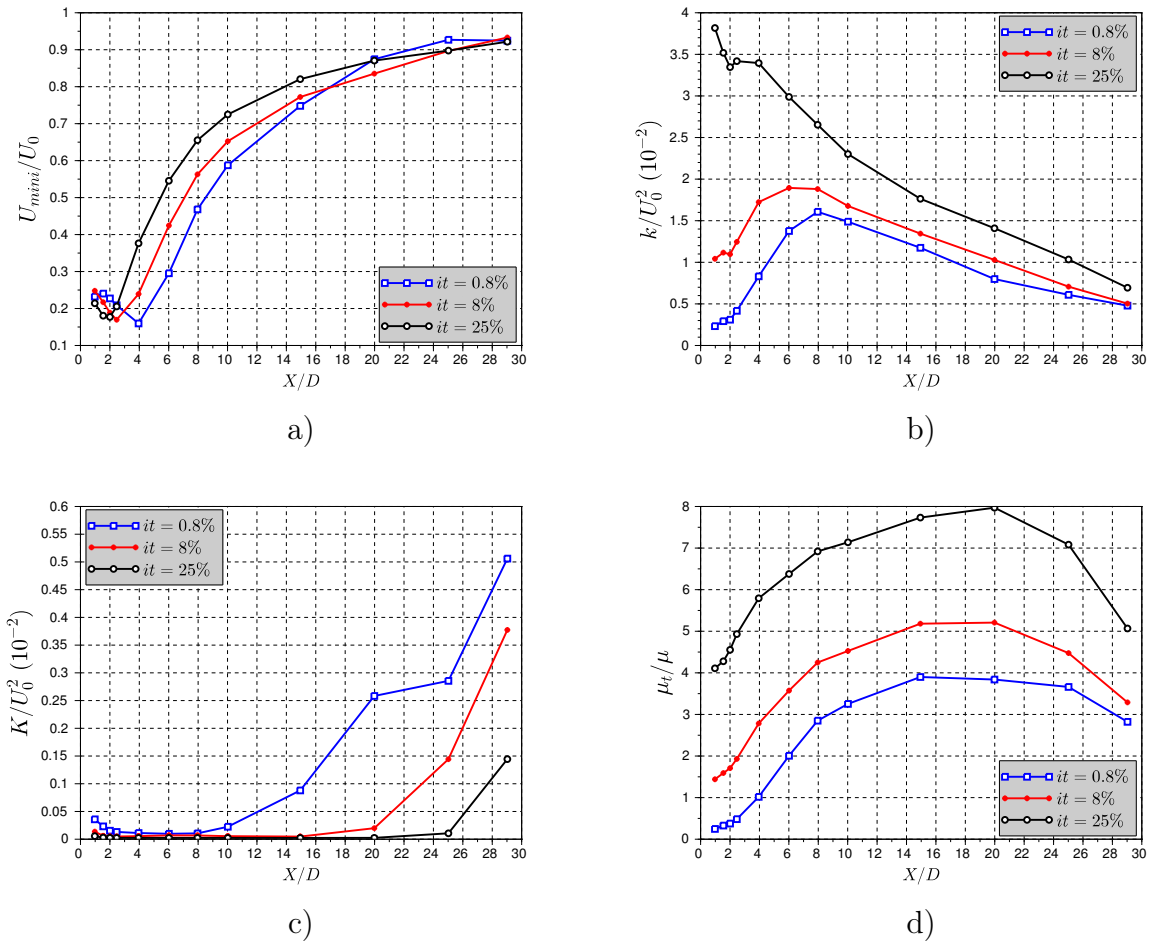 1
0.9
0.8
0.7
0.6
0.5
0.4
0.3
0.2
0.1
U_{mini}/U_0
0 2 4 6 8 10 12 14 16 18 20 22 24 26 28 30
X/D
it = 0.8%
it = 8%
it = 25%
a)
4
3.5
3
2.5
2
1.5
1
0.5
0
k/U_0^2 (10^{-2})
0 2 4 6 8 10 12 14 16 18 20 22 24 26 28 30
X/D
it = 0.8%
it = 8%
it = 25%
b)
0.6
0.55
0.5
0.45
0.4
0.35
0.3
0.25
0.2
0.15
0.1
0.05
0
K/U_0^2 (10^{-2})
0 2 4 6 8 10 12 14 16 18 20 22 24 26 28 30
X/D
it = 0.8%
it = 8%
it = 25%
c)
8
7
6
5
4
3
2
1
0
μ_t/μ
0 2 4 6 8 10 12 14 16 18 20 22 24 26 28 30
X/D
it = 0.8%
it = 8%
it = 25%
d)